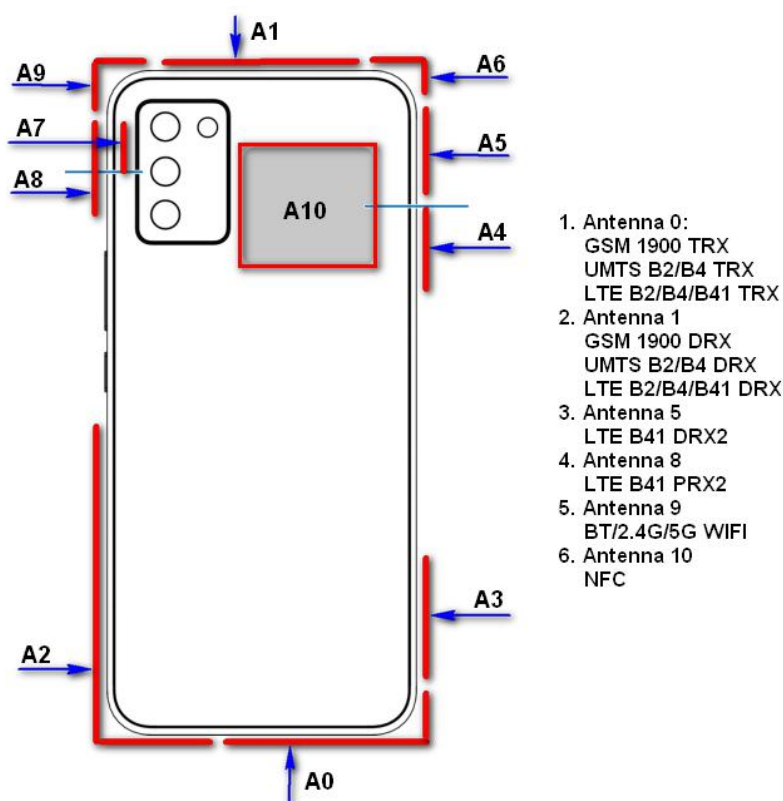 A1
A9
A6
A7
A5
A8
A10
A4
1. Antenna 0:
GSM 1900 TRX
UMTS B2/B4 TRX
LTE B2/B4/B41 TRX
2. Antenna 1
GSM 1900 DRX
UMTS B2/B4 DRX
LTE B2/B4/B41 DRX
3. Antenna 5
LTE B41 DRX2
4. Antenna 8
LTE B41 PRX2
5. Antenna 9
BT/2.4G/5G WIFI
6. Antenna 10
NFC
A3
A2
A0